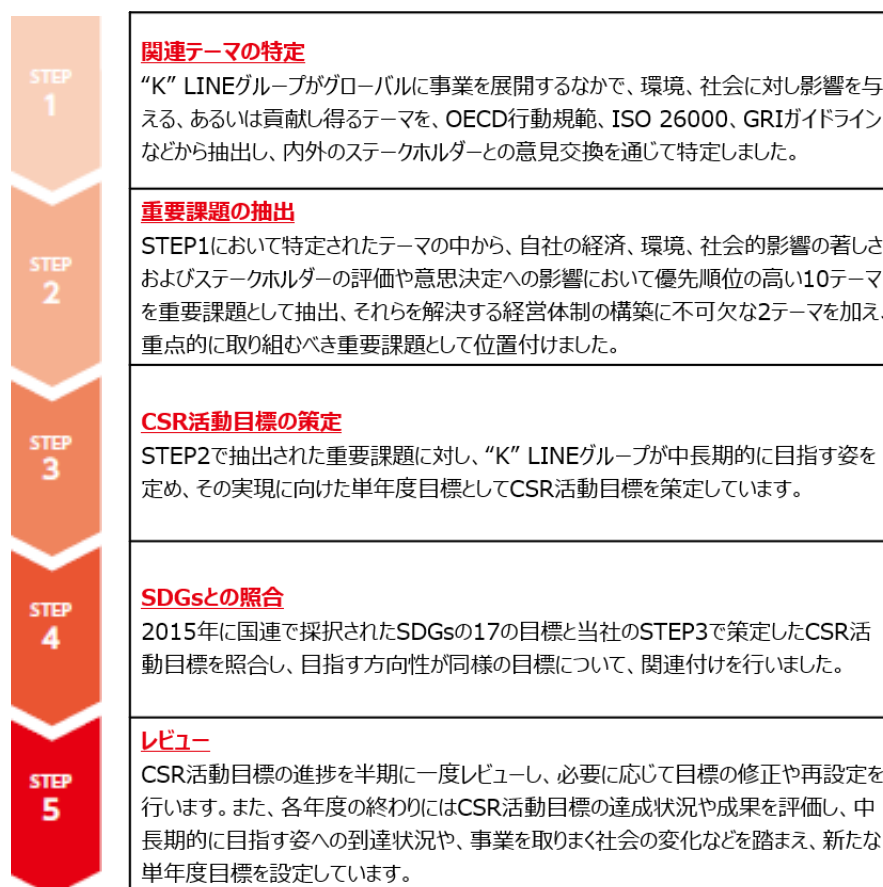 STEP
1
関連テーマの特定
“K” LINEグループがグローバルに事業を展開するなかで、環境、社会に対し影響を与
える、あるいは貢献し得るテーマを、OECD行動規範、ISO 26000、GRIガイドライン
などから抽出し、内外のステークホルダーとの意見交換を通じて特定しました。
STEP
2
重要課題の抽出
STEP1において特定されたテーマの中から、自社の経済、環境、社会的影響の著しさ
およびステークホルダーの評価や意思決定への影響において優先順位の高い10テーマ
を重要課題として抽出、それらを解決する経営体制の構築に不可欠な2テーマを加え、
重点的に取り組むべき重要課題として位置付けました。
STEP
3
CSR活動目標の策定
STEP2で抽出された重要課題に対し、“K” LINEグループが中長期的に目指す姿を
定め、その実現に向けた単年度目標としてCSR活動目標を策定しています。
STEP
4
SDGsとの照合
2015年に国連で採択されたSDGsの17の目標と当社のSTEP3で策定したCSR活
動目標を照合し、目指す方向性が同様の目標について、関連付けを行いました。
STEP
5
レビュー
CSR活動目標の進捗を半期に一度レビューし、必要に応じて目標の修正や再設定を
行います。また、各年度の終わりにはCSR活動目標の達成状況や成果を評価し、中
長期的に目指す姿への到達状況や、事業を取りまく社会の変化などを踏まえ、新たな
単年度目標を設定しています。